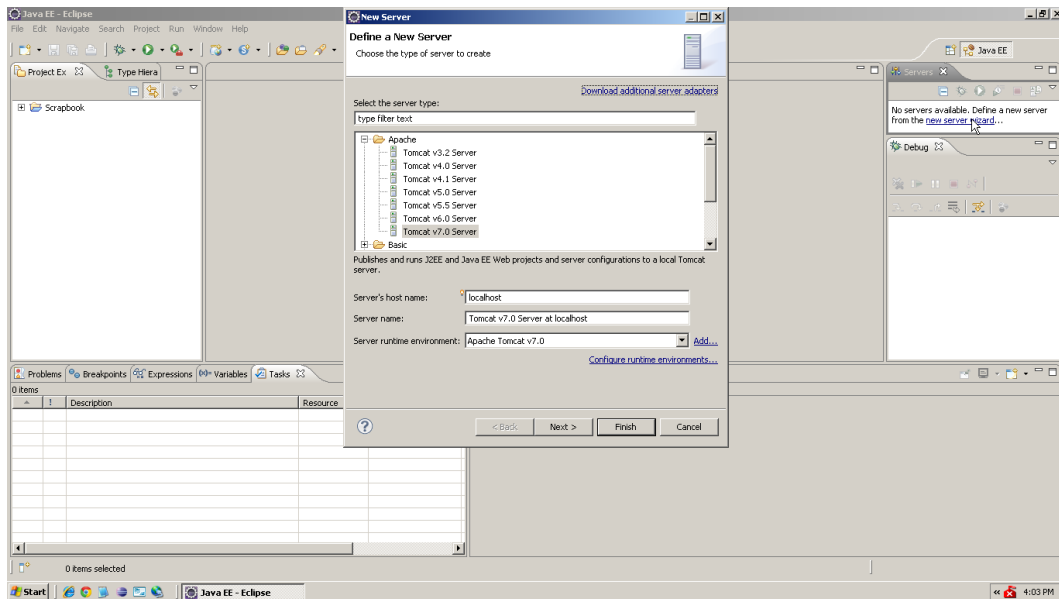 Java EE - Eclipse
File Edit Navigate Search Project Run Window Help
Java EE
Project Ex
Type Hiera
Scrapbook
New Server
Define a New Server
Choose the type of server to create
Download additional server adapters
Select the server type:
type filter text
Apache
Tomcat v3.2 Server
Tomcat v4.0 Server
Tomcat v4.1 Server
Tomcat v5.0 Server
Tomcat v5.5 Server
Tomcat v6.0 Server
Tomcat v7.0 Server
Basic
Publishes and runs J2EE and Java EE Web projects and server configurations to a local Tomcat
server.
Server's host name: localhost
Server name: Tomcat v7.0 Server at localhost
Server runtime environment: Apache Tomcat v7.0 Add...
Configure runtime environments...
< Back Next > Finish Cancel
Servers
No servers available. Define a new server
from the new server wizard...
Debug
Problems Breakpoints Expressions (x)= Variables Tasks
0 items
! Description Resource
0 items selected
Start Java EE - Eclipse « 4:03 PM